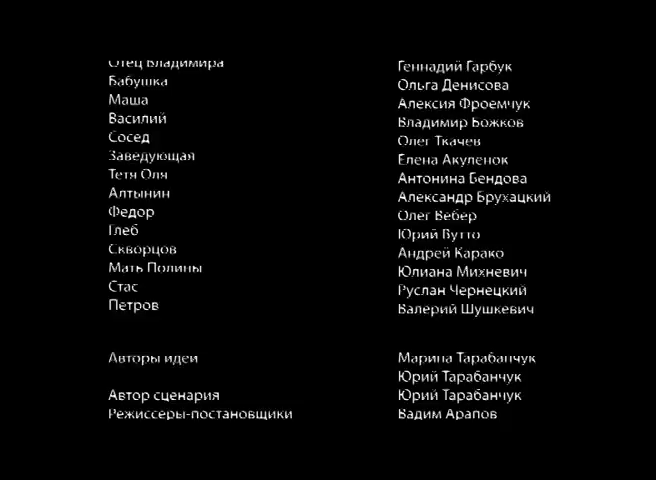 Отец Владимира Геннадий Гарбук
Бабушка Ольга Денисова
Маша Алексия Фроемчук
Василий Владимир Божков
Сосед Олег Ткачев
Заведующая Елена Акуленок
Тетя Оля Антонина Бендова
Алтынин Александр Брухацкий
Федор Олег Вебер
Глеб Юрий Вутто
Скворцов Андрей Карако
Мать Полины Юлиана Михневич
Стас Руслан Чернецкий
Петров Валерий Шушкевич
Авторы идеи Марина Тарабанчук
Юрий Тарабанчук
Автор сценария Юрий Тарабанчук
Режиссеры-постановщики Вадим Арапов